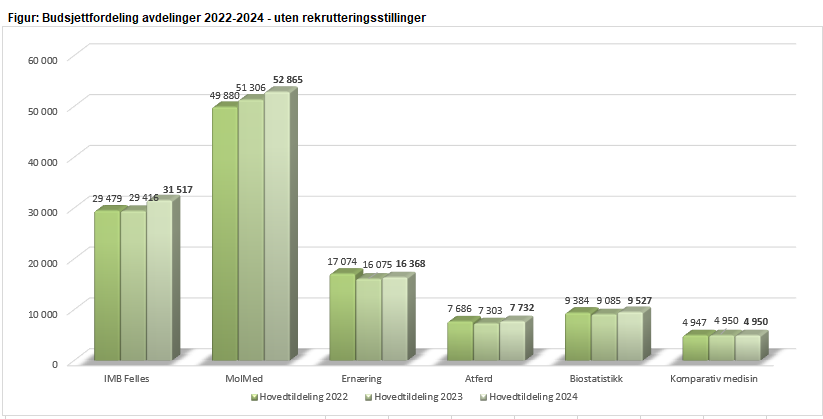 Figur: Budsjettfordeling avdelinger 2022-2024 - uten rekrutteringsstillinger
60 000
50 000
40 000
30 000
20 000
10 000
0
29 479 29 416 31 517
49 880 51 306 52 865
17 074 16 075 16 368
7 686 7 303 7 732
9 384 9 085 9 527
4 947 4 950 4 950
IMB Felles MolMed Ernæring Atferd Biostatistikk Komparativ medisin
Hovedtildeling 2022 Hovedtildeling 2023 Hovedtildeling 2024